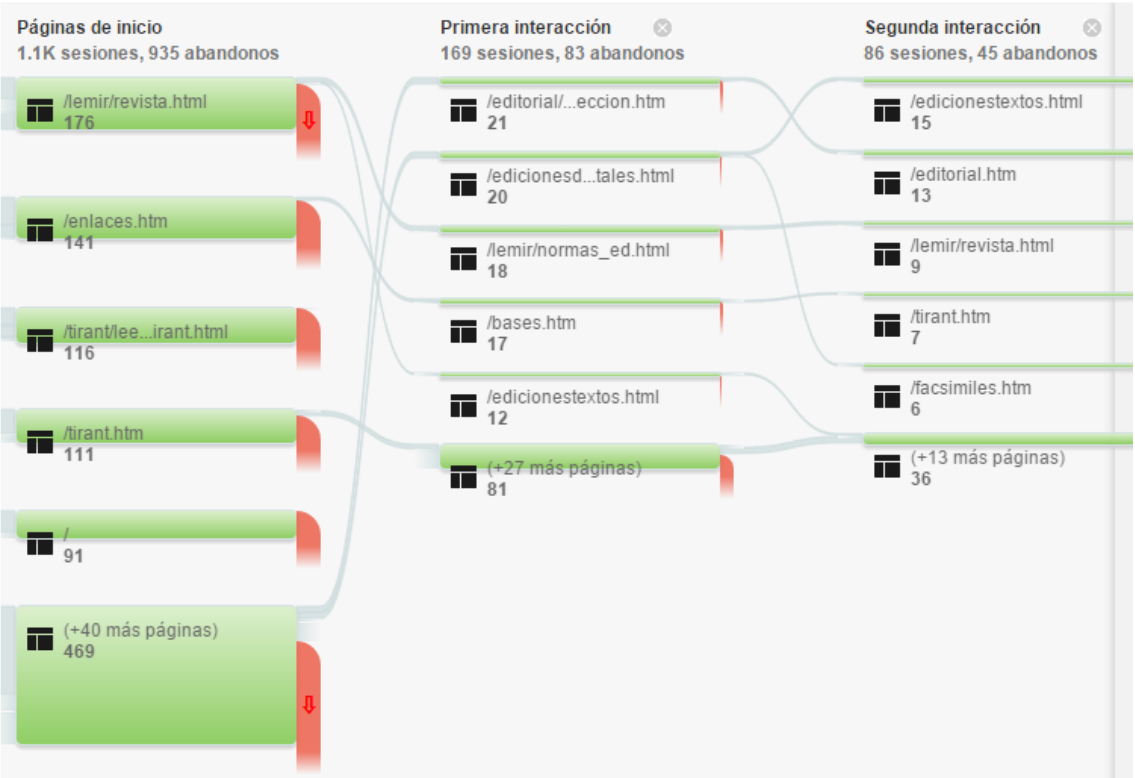 Páginas de inicio
1.1K sesiones, 935 abandonos
/lemir/revista.html
176
/enlaces.htm
141
/tirant/lee...irant.html
116
/tirant.htm
111
/
91
(+40 más páginas)
469
Primera interacción
169 sesiones, 83 abandonos
/editorial/...eccion.htm
21
/edicionesd...tales.html
20
/lemir/normas_ed.html
18
/bases.htm
17
/edicionestextos.html
12
(+27 más páginas)
81
Segunda interacción
86 sesiones, 45 abandonos
/edicionestextos.html
15
/editorial.htm
13
/lemir/revista.html
9
/tirant.htm
7
/facsimiles.htm
6
(+13 más páginas)
36